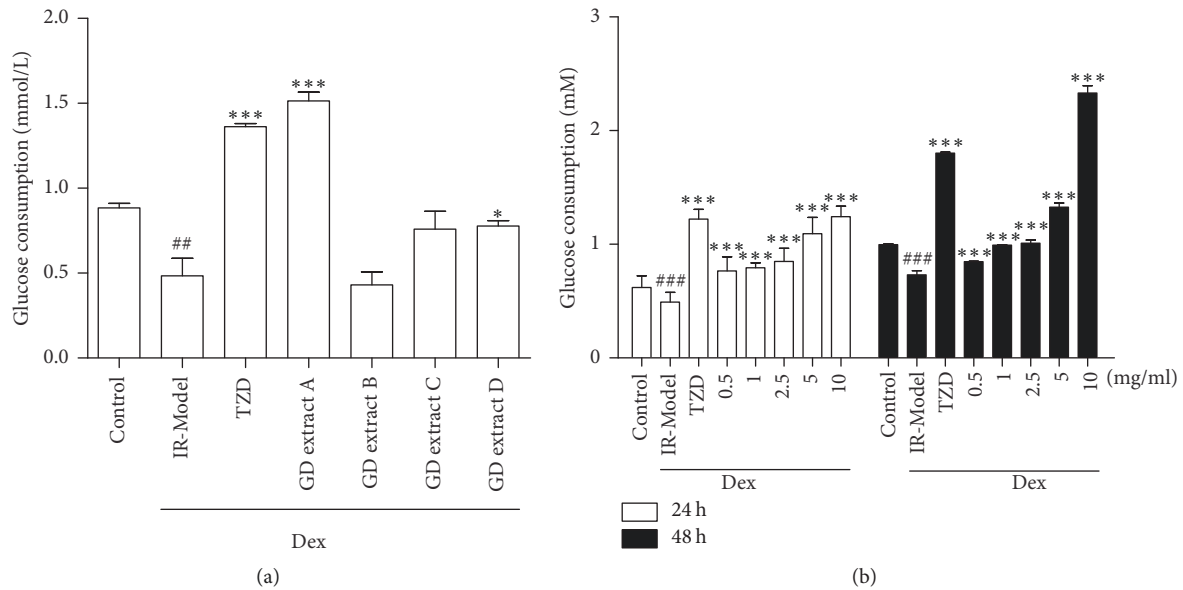 Glucose consumption (mmol/L)
2.0
1.5
1.0
0.5
0.0
##
***
***
*
Control
IR-Model
TZD
GD extract A
GD extract B
GD extract C
GD extract D
Dex
(a)
Glucose consumption (mM)
3
2
1
0
###
***
***
***
***
***
***
###
***
***
***
***
***
***
Control
IR-Model
TZD
0.5
1
2.5
5
10
Control
IR-Model
TZD
0.5
1
2.5
5
10
(mg/ml)
Dex
Dex
24 h
48 h
(b)